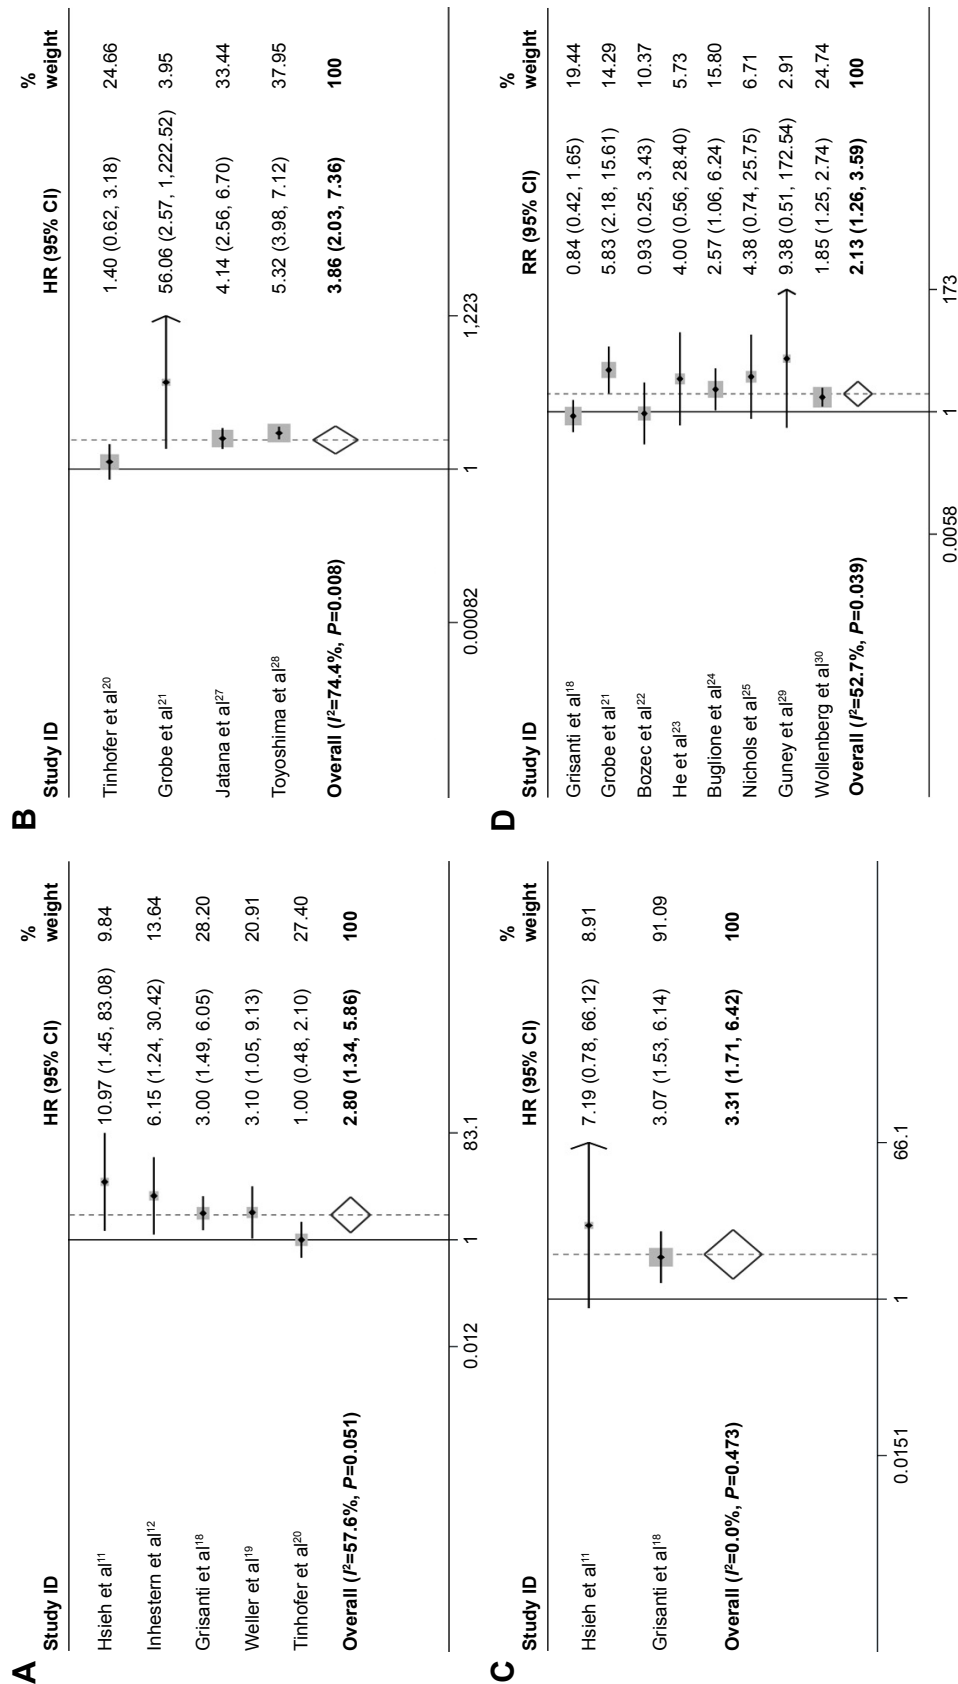 A
Study ID HR (95% CI) % weight
Hsieh et al11 10.97 (1.45, 83.08) 9.84
Inhestern et al12 6.15 (1.24, 30.42) 13.64
Grisanti et al18 3.00 (1.49, 6.05) 28.20
Weller et al19 3.10 (1.05, 9.13) 20.91
Tinhofer et al20 1.00 (0.48, 2.10) 27.40
Overall (I2=57.6%, P=0.051) 2.80 (1.34, 5.86) 100
0.012 1 83.1
B
Study ID HR (95% CI) % weight
Tinhofer et al20 1.40 (0.62, 3.18) 24.66
Grobe et al21 56.06 (2.57, 1,222.52) 3.95
Jatana et al27 4.14 (2.56, 6.70) 33.44
Toyoshima et al28 5.32 (3.98, 7.12) 37.95
Overall (I2=74.4%, P=0.008) 3.86 (2.03, 7.36) 100
0.00082 1 1,223
C
Study ID HR (95% CI) % weight
Hsieh et al11 7.19 (0.78, 66.12) 8.91
Grisanti et al18 3.07 (1.53, 6.14) 91.09
Overall (I2=0.0%, P=0.473) 3.31 (1.71, 6.42) 100
0.0151 1 66.1
D
Study ID RR (95% CI) % weight
Grisanti et al18 0.84 (0.42, 1.65) 19.44
Grobe et al21 5.83 (2.18, 15.61) 14.29
Bozec et al22 0.93 (0.25, 3.43) 10.37
He et al23 4.00 (0.56, 28.40) 5.73
Buglione et al24 2.57 (1.06, 6.24) 15.80
Nichols et al25 4.38 (0.74, 25.75) 6.71
Guney et al29 9.38 (0.51, 172.54) 2.91
Wollenberg et al30 1.85 (1.25, 2.74) 24.74
Overall (I2=52.7%, P=0.039) 2.13 (1.26, 3.59) 100
0.0058 1 173